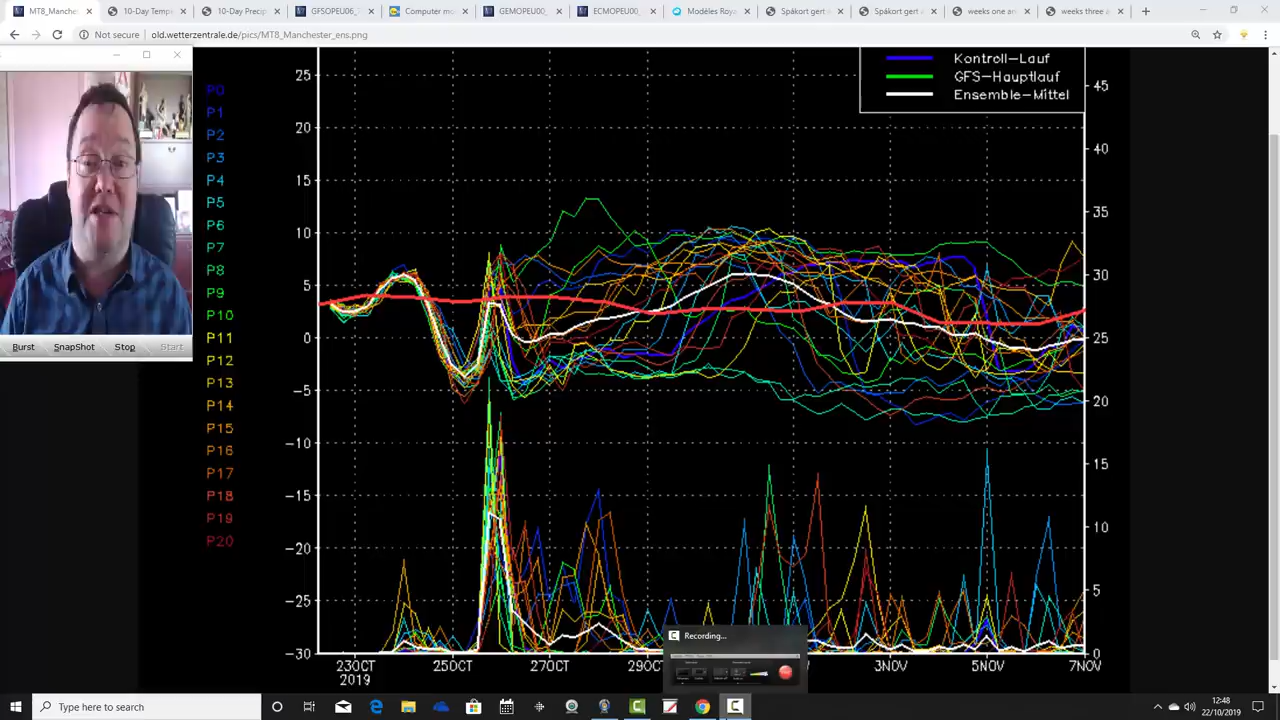 MT8_Manchester_ens.png
10-Day Tempe
10-Day Precip
GFSOPEU06_
Computer mo
GEMOPEU00_
ECMOPEU00_
Modèles Roya
Spákort gert a
Spákort gert a
weeks one an
weeks three a
Not secure
old.wetterzentrale.de/pics/MT8_Manchester_ens.png
Burst
SnapShot
Stop
Start
P0
P1
P2
P3
P4
P5
P6
P7
P8
P9
P10
P11
P12
P13
P14
P15
P16
P17
P18
P19
P20
Kontroll-Lauf
GFS-Hauptlauf
Ensemble-Mittel
25
20
15
10
5
0
-5
-10
-15
-20
-25
-30
45
40
35
30
25
20
15
10
5
0
23OCT
2019
25OCT
27OCT
29OC
3NOV
5NOV
7NOV
Recording...
Type here to search
12:48
22/10/2019